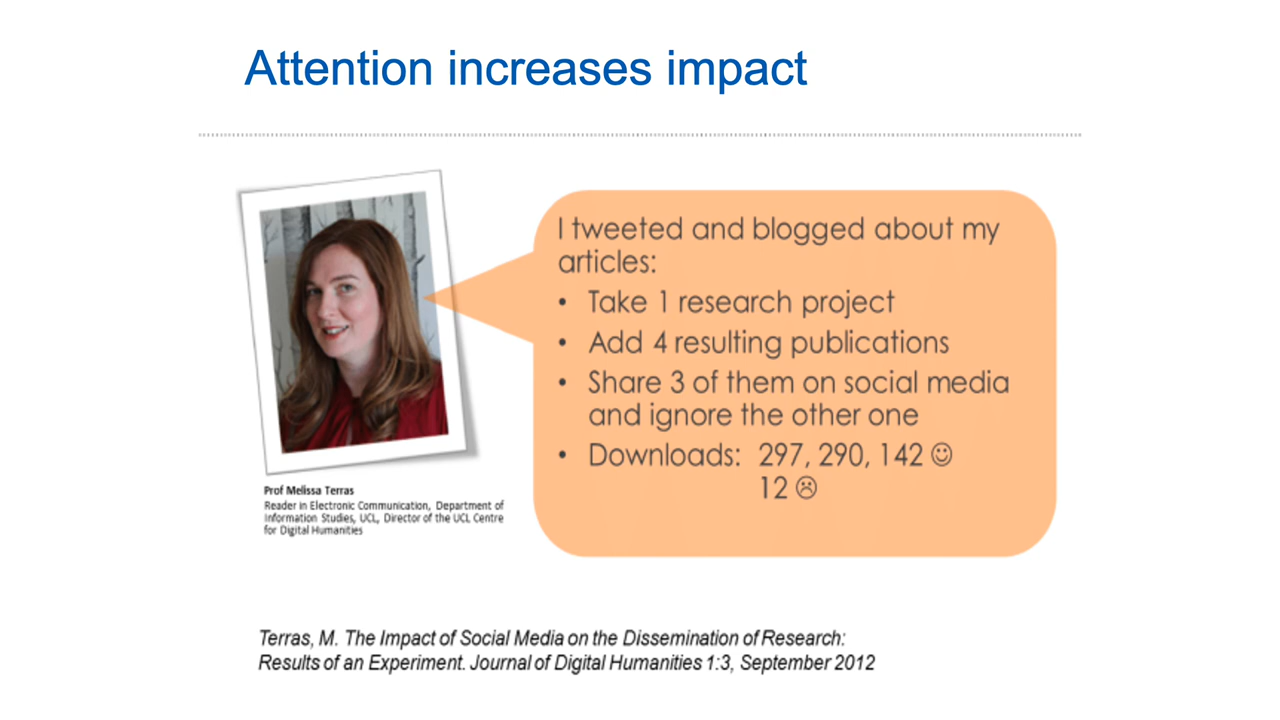 Attention increases impact
I tweeted and blogged about my
articles:
• Take 1 research project
• Add 4 resulting publications
• Share 3 of them on social media
and ignore the other one
• Downloads: 297, 290, 142 ☺
12 ☹
Prof Melissa Terras
Reader in Electronic Communication, Department of
Information Studies, UCL, Director of the UCL Centre
for Digital Humanities
Terras, M. The Impact of Social Media on the Dissemination of Research:
Results of an Experiment. Journal of Digital Humanities 1:3, September 2012